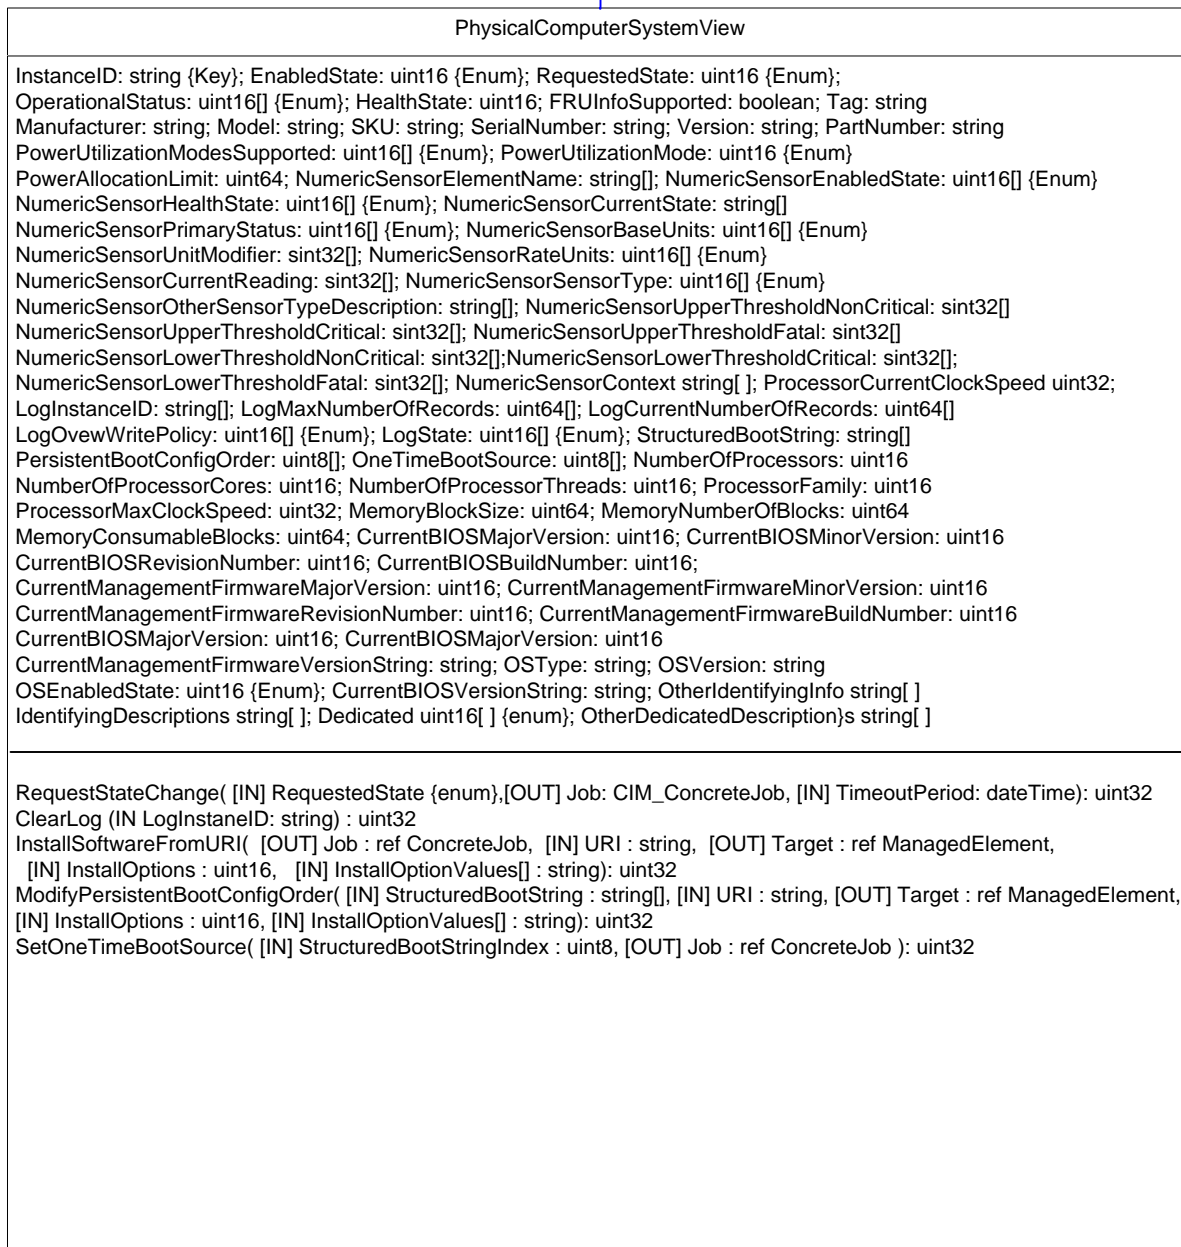 PhysicalComputerSystemView
InstanceID: string {Key}; EnabledState: uint16 {Enum}; RequestedState: uint16 {Enum};
OperationalStatus: uint16[] {Enum}; HealthState: uint16; FRUInfoSupported: boolean; Tag: string
Manufacturer: string; Model: string; SKU: string; SerialNumber: string; Version: string; PartNumber: string
PowerUtilizationModesSupported: uint16[] {Enum}; PowerUtilizationMode: uint16 {Enum}
PowerAllocationLimit: uint64; NumericSensorElementName: string[]; NumericSensorEnabledState: uint16[] {Enum}
NumericSensorHealthState: uint16[] {Enum}; NumericSensorCurrentState: string[]
NumericSensorPrimaryStatus: uint16[] {Enum}; NumericSensorBaseUnits: uint16[] {Enum}
NumericSensorUnitModifier: sint32[]; NumericSensorRateUnits: uint16[] {Enum}
NumericSensorCurrentReading: sint32[]; NumericSensorSensorType: uint16[] {Enum}
NumericSensorOtherSensorTypeDescription: string[]; NumericSensorUpperThresholdNonCritical: sint32[]
NumericSensorUpperThresholdCritical: sint32[]; NumericSensorUpperThresholdFatal: sint32[]
NumericSensorLowerThresholdNonCritical: sint32[];NumericSensorLowerThresholdCritical: sint32[];
NumericSensorLowerThresholdFatal: sint32[]; NumericSensorContext string[ ]; ProcessorCurrentClockSpeed uint32;
LogInstanceID: string[]; LogMaxNumberOfRecords: uint64[]; LogCurrentNumberOfRecords: uint64[]
LogOvewWritePolicy: uint16[] {Enum}; LogState: uint16[] {Enum}; StructuredBootString: string[]
PersistentBootConfigOrder: uint8[]; OneTimeBootSource: uint8[]; NumberOfProcessors: uint16
NumberOfProcessorCores: uint16; NumberOfProcessorThreads: uint16; ProcessorFamily: uint16
ProcessorMaxClockSpeed: uint32; MemoryBlockSize: uint64; MemoryNumberOfBlocks: uint64
MemoryConsumableBlocks: uint64; CurrentBIOSMajorVersion: uint16; CurrentBIOSMinorVersion: uint16
CurrentBIOSRevisionNumber: uint16; CurrentBIOSBuildNumber: uint16;
CurrentManagementFirmwareMajorVersion: uint16; CurrentManagementFirmwareMinorVersion: uint16
CurrentManagementFirmwareRevisionNumber: uint16; CurrentManagementFirmwareBuildNumber: uint16
CurrentBIOSMajorVersion: uint16; CurrentBIOSMajorVersion: uint16
CurrentManagementFirmwareVersionString: string; OSType: string; OSVersion: string
OSEnabledState: uint16 {Enum}; CurrentBIOSVersionString: string; OtherIdentifyingInfo string[ ]
IdentifyingDescriptions string[ ]; Dedicated uint16[ ] {enum}; OtherDedicatedDescription}s string[ ]
RequestStateChange( [IN] RequestedState {enum},[OUT] Job: CIM_ConcreteJob, [IN] TimeoutPeriod: dateTime): uint32
ClearLog (IN LogInstaneID: string) : uint32
InstallSoftwareFromURI( [OUT] Job : ref ConcreteJob, [IN] URI : string, [OUT] Target : ref ManagedElement,
[IN] InstallOptions : uint16, [IN] InstallOptionValues[] : string): uint32
ModifyPersistentBootConfigOrder( [IN] StructuredBootString : string[], [IN] URI : string, [OUT] Target : ref ManagedElement,
[IN] InstallOptions : uint16, [IN] InstallOptionValues[] : string): uint32
SetOneTimeBootSource( [IN] StructuredBootStringIndex : uint8, [OUT] Job : ref ConcreteJob ): uint32